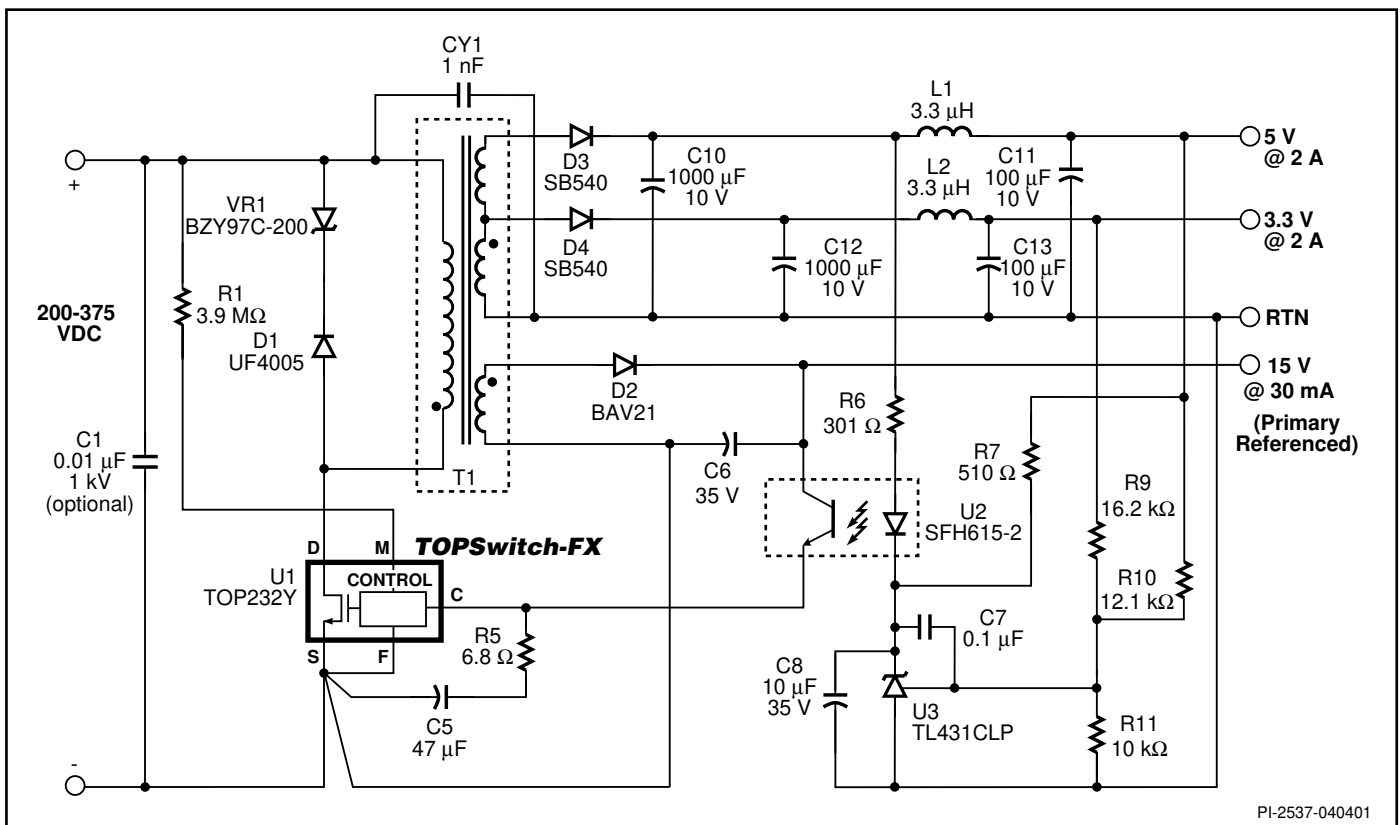 CY1
1 nF
L1
3.3 µH
5 V
@ 2 A
D3
SB540
C10
1000 µF
10 V
C11
100 µF
10 V
L2
3.3 µH
+
VR1
BZY97C-200
3.3 V
@ 2 A
D4
SB540
C12
1000 µF
10 V
C13
100 µF
10 V
R1
3.9 MΩ
200-375
VDC
D1
UF4005
RTN
15 V
@ 30 mA
(Primary
Referenced)
D2
BAV21
R6
301 Ω
C1
0.01 µF
1 kV
(optional)
T1
C6
35 V
R7
510 Ω
R9
16.2 kΩ
U2
SFH615-2
D
M
TOPSwitch-FX
U1
TOP232Y
CONTROL
C
R10
12.1 kΩ
S
F
R5
6.8 Ω
C7
0.1 µF
C8
10 µF
35 V
C5
47 µF
U3
TL431CLP
R11
10 kΩ
-
PI-2537-040401